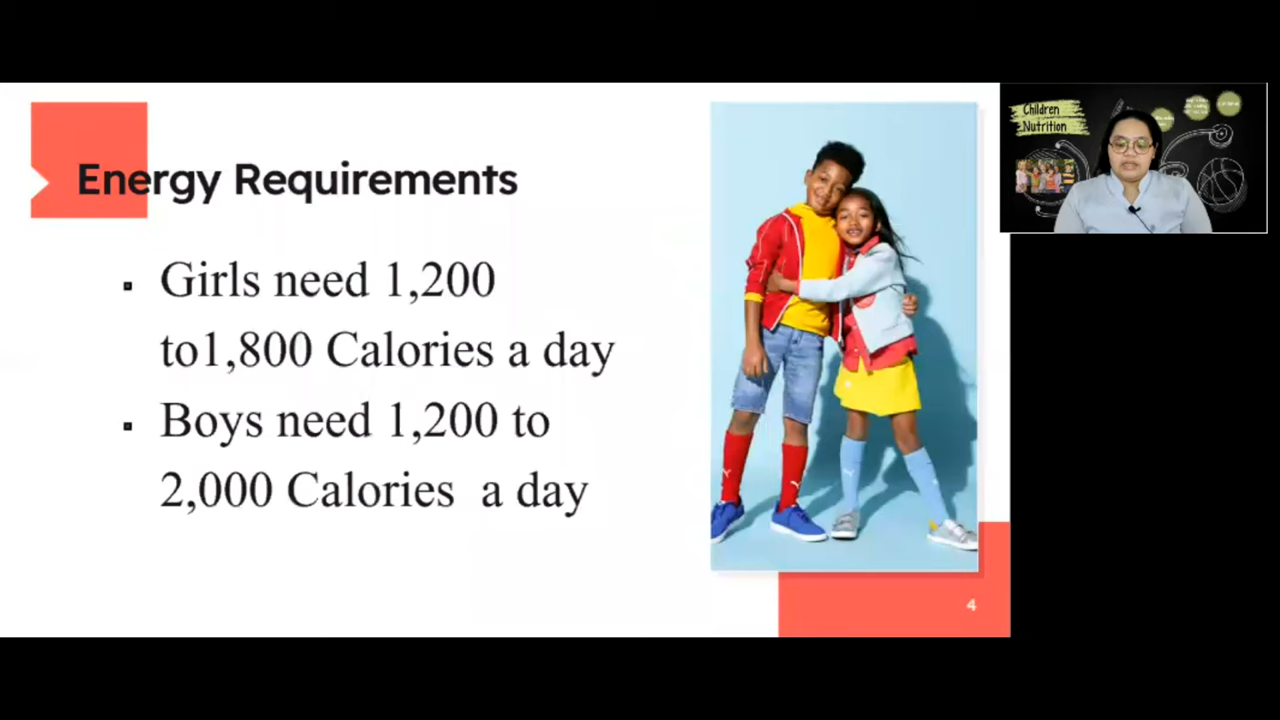 Energy Requirements
▪ Girls need 1,200
to1,800 Calories a day
▪ Boys need 1,200 to
2,000 Calories a day
4
Children
Nutrition